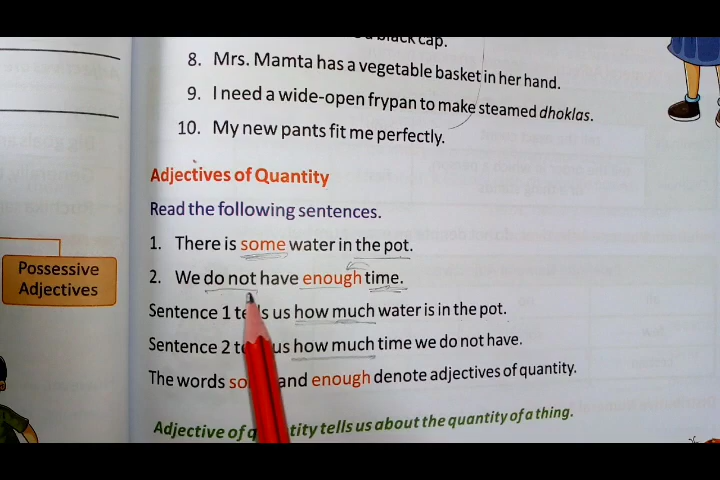 black cap.
8. Mrs. Mamta has a vegetable basket in her hand.
9. I need a wide-open frypan to make steamed dhoklas.
10. My new pants fit me perfectly.
Adjectives of Quantity
Read the following sentences.
1. There is some water in the pot.
2. We do not have enough time.
Possessive
Adjectives
Sentence 1 tells us how much water is in the pot.
Sentence 2 te us how much time we do not have.
The words so and enough denote adjectives of quantity.
Adjective of q tity tells us about the quantity of a thing.